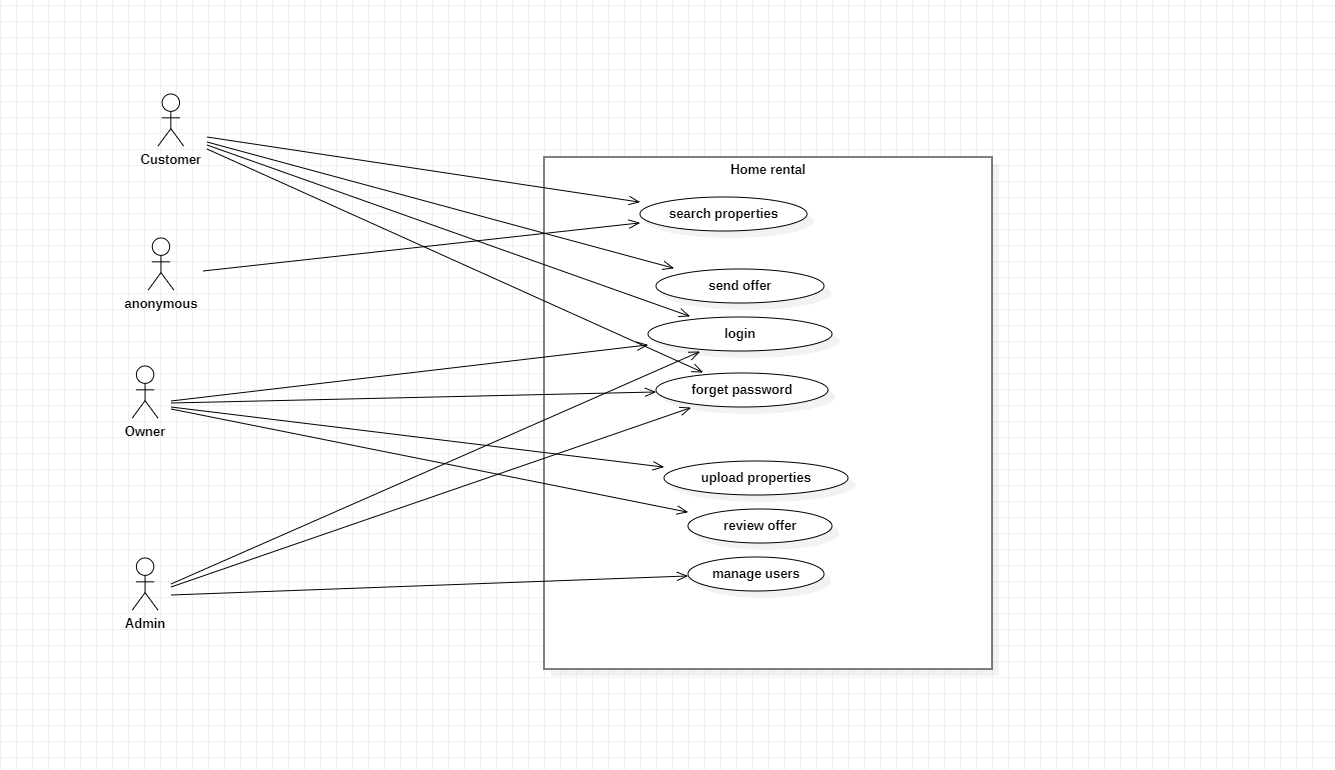 Customer
Home rental
search properties
anonymous
send offer
login
forget password
Owner
upload properties
review offer
manage users
Admin